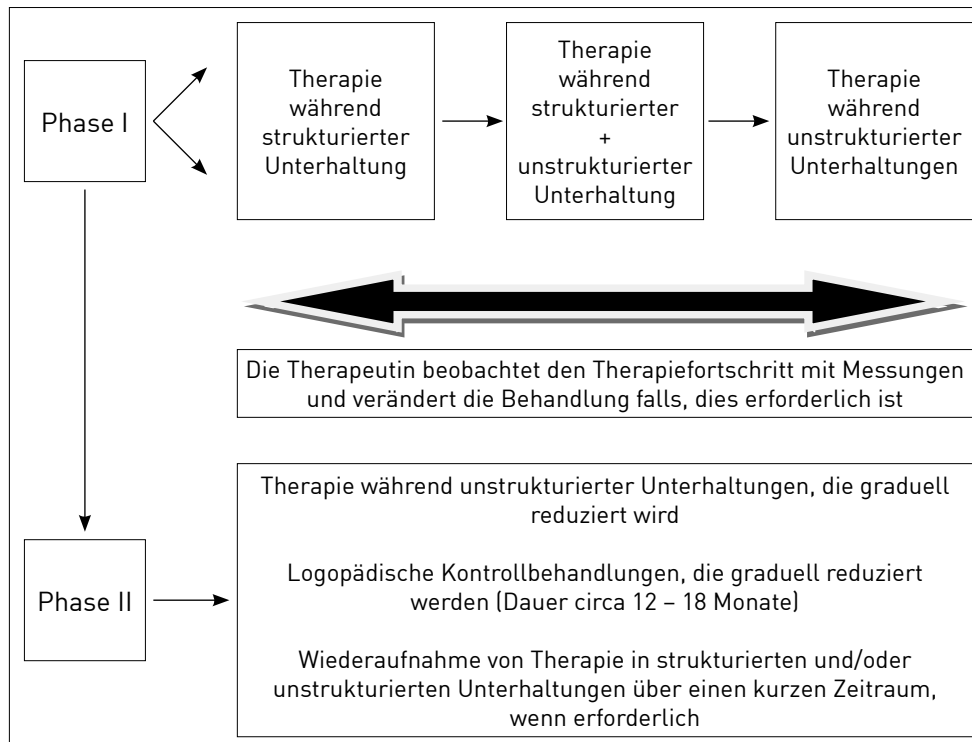 Phase I
Therapie
während
strukturierter
Unterhaltung
Therapie
während
strukturierter
+
unstrukturierter
Unterhaltung
Therapie
während
unstrukturierter
Unterhaltungen
Die Therapeutin beobachtet den Therapiefortschritt mit Messungen
und verändert die Behandlung falls, dies erforderlich ist
Phase II
Therapie während unstrukturierter Unterhaltungen, die graduell
reduziert wird
Logopädische Kontrollbehandlungen, die graduell reduziert
werden (Dauer circa 12 – 18 Monate)
Wiederaufnahme von Therapie in strukturierten und/oder
unstrukturierten Unterhaltungen über einen kurzen Zeitraum,
wenn erforderlich